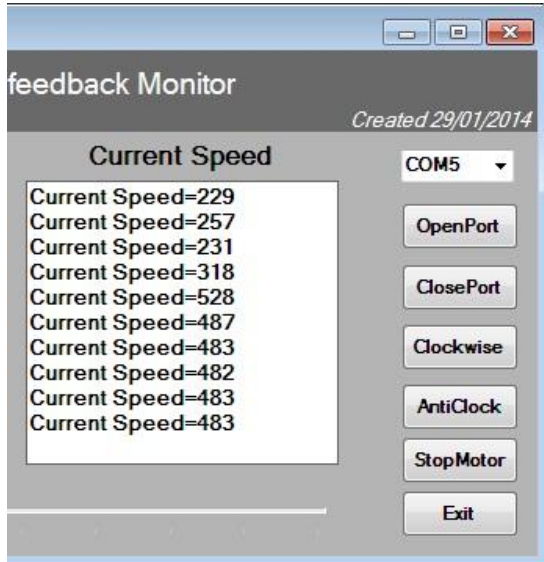 feedback Monitor
Created 29/01/2014
Current Speed
COM5
Current Speed=229
Current Speed=257
Current Speed=231
Current Speed=318
Current Speed=528
Current Speed=487
Current Speed=483
Current Speed=482
Current Speed=483
Current Speed=483
OpenPort
ClosePort
Clockwise
AntiClock
StopMotor
Exit